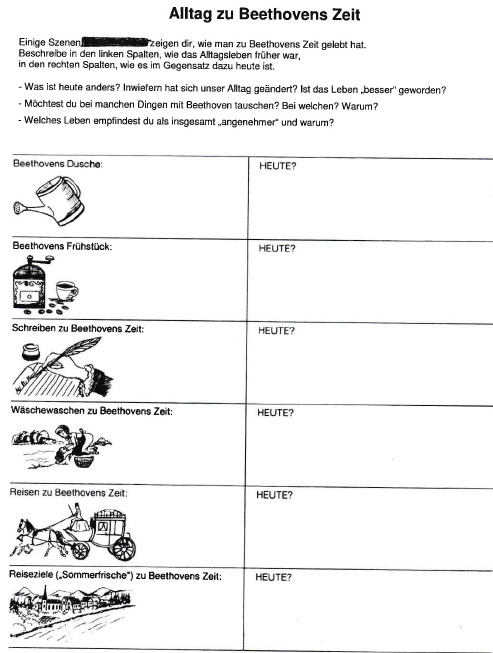 Alltag zu Beethovens Zeit
Einige Szenen zeigen dir, wie man zu Beethovens Zeit gelebt hat.
Beschreibe in den linken Spalten, wie das Alltagsleben früher war,
in den rechten Spalten, wie es im Gegensatz dazu heute ist.
- Was ist heute anders? Inwiefern hat sich unser Alltag geändert? Ist das Leben „besser" geworden?
- Möchtest du bei manchen Dingen mit Beethoven tauschen? Bei welchen? Warum?
- Welches Leben empfindest du als insgesamt „angenehmer" und warum?
Beethovens Dusche:
HEUTE?
Beethovens Frühstück:
HEUTE?
Schreiben zu Beethovens Zeit:
HEUTE?
Wäschewaschen zu Beethovens Zeit:
HEUTE?
Reisen zu Beethovens Zeit:
HEUTE?
Reiseziele („Sommerfrische") zu Beethovens Zeit:
HEUTE?